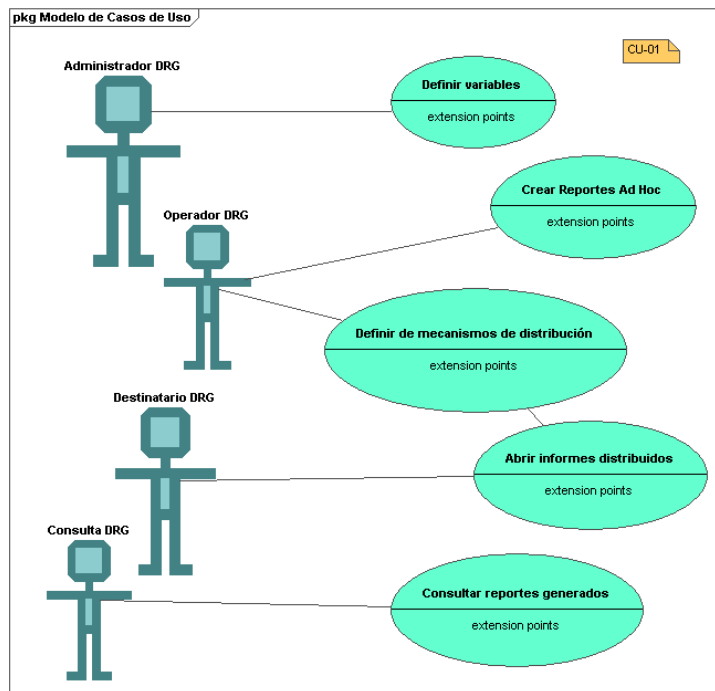 pkg Modelo de Casos de Uso
CU-01
Administrador DRG
Definir variables
extension points
Crear Reportes Ad Hoc
extension points
Operador DRG
Definir de mecanismos de distribución
extension points
Destinatario DRG
Abrir informes distribuidos
extension points
Consulta DRG
Consultar reportes generados
extension points